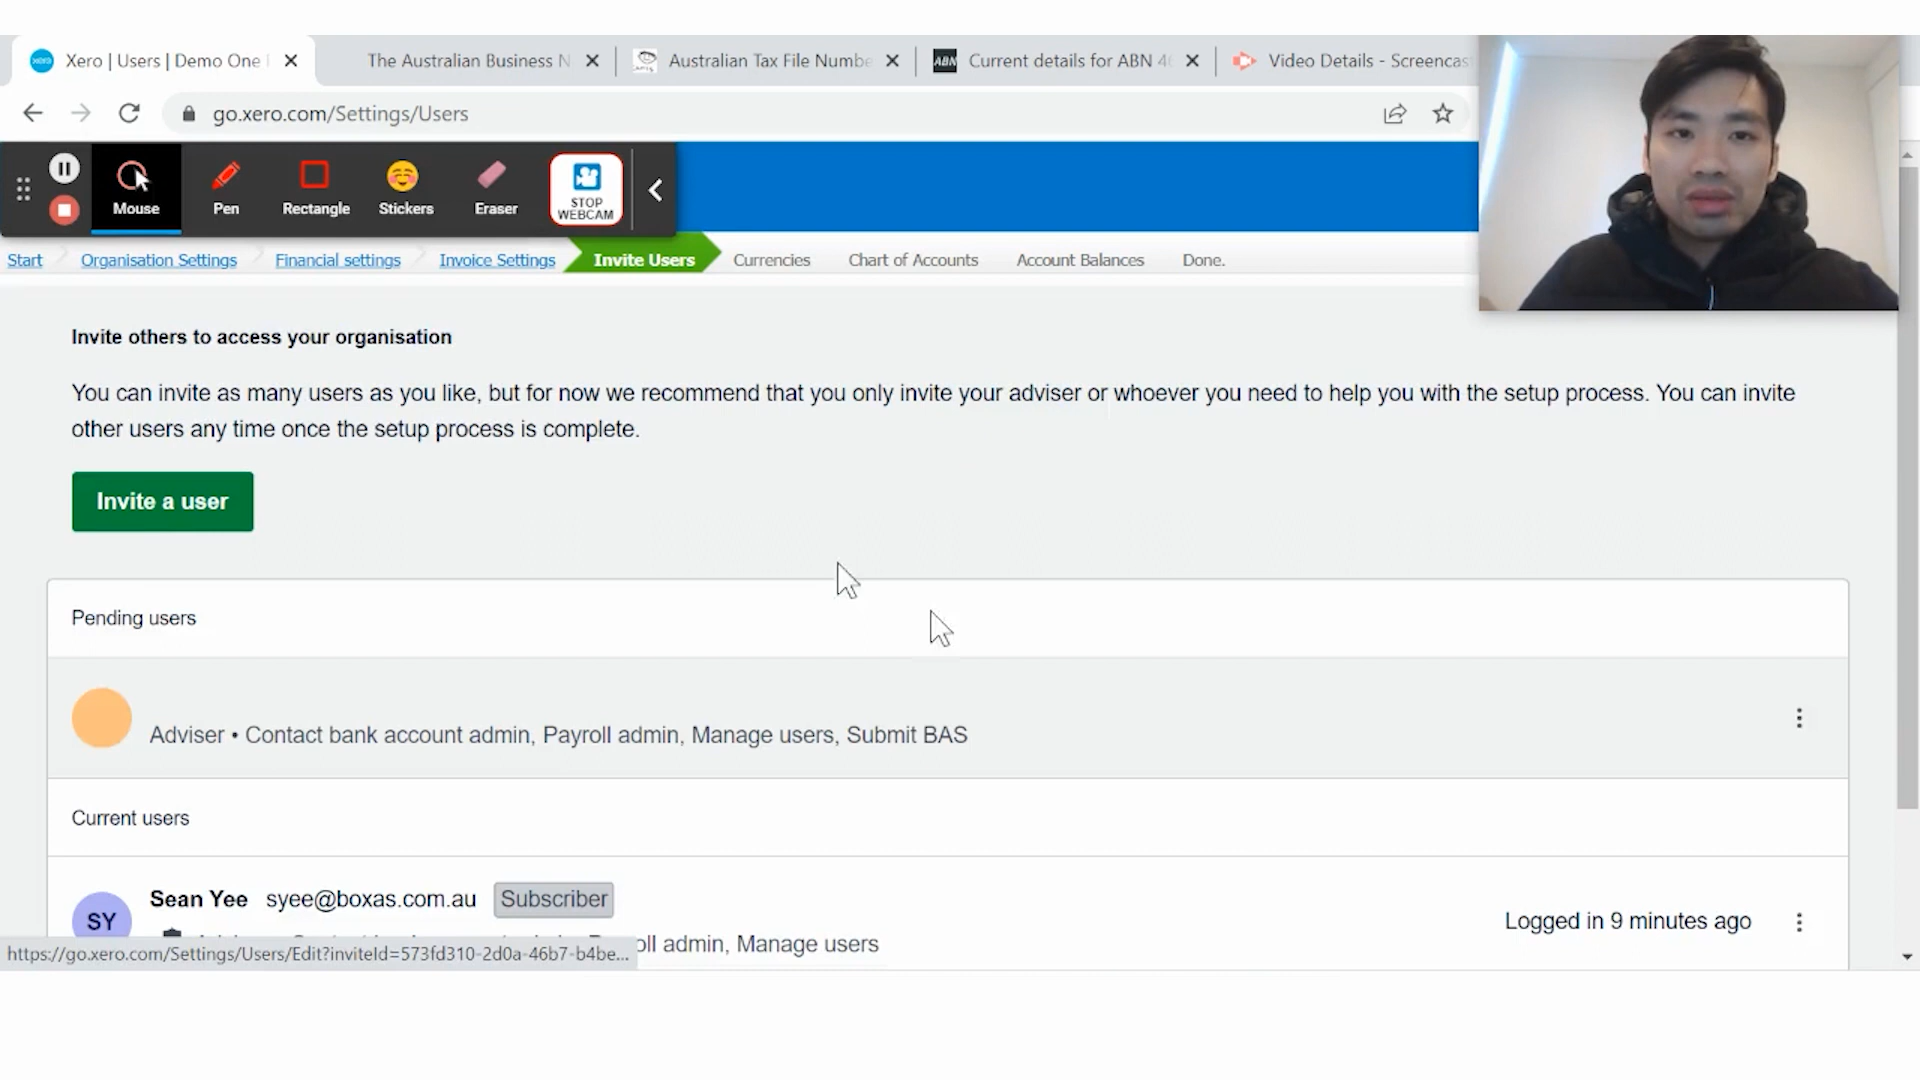 Xero | Users | Demo One
The Australian Business N
Australian Tax File Numbe
Current details for ABN 4
Video Details - Screencas
go.xero.com/Settings/Users
Mouse
Pen
Rectangle
Stickers
Eraser
STOP
WEBCAM
Start
Organisation Settings
Financial settings
Invoice Settings
Invite Users
Currencies
Chart of Accounts
Account Balances
Done.
Invite others to access your organisation
You can invite as many users as you like, but for now we recommend that you only invite your adviser or whoever you need to help you with the setup process. You can invite
other users any time once the setup process is complete.
Invite a user
Pending users
Adviser • Contact bank account admin, Payroll admin, Manage users, Submit BAS
Current users
SY
Sean Yee syee@boxas.com.au Subscriber
Logged in 9 minutes ago
oll admin, Manage users
https://go.xero.com/Settings/Users/Edit?inviteId=573fd310-2d0a-46b7-b4be...